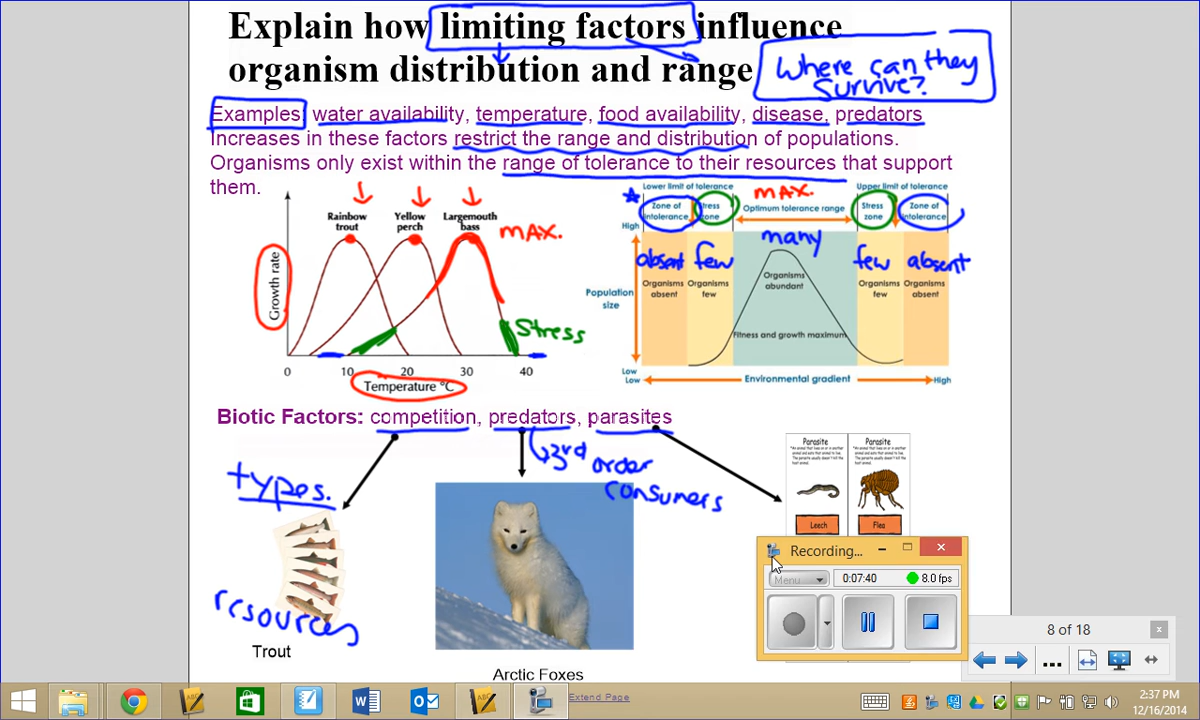 Explain how limiting factors influence
organism distribution and range
Where can they
survive?
Examples: water availability, temperature, food availability, disease, predators
Increases in these factors restrict the range and distribution of populations.
Organisms only exist within the range of tolerance to their resources that support
them.
Rainbow trout
Yellow perch
Largemouth bass
max.
Growth rate
Stress
0 10 20 30 40
Temperature °C
Lower limit of tolerance
max.
Upper limit of tolerance
Zone of intolerance
Stress zone
Optimum tolerance range
Stress zone
Zone of intolerance
High
absent few many few absent
Organisms absent
Organisms few
Organisms abundant
Organisms few
Organisms absent
Population size
Fitness and growth maximum
Low
Low
Environmental gradient
High
Biotic Factors: competition, predators, parasites
types.
3rd order
consumers
resources
Trout
Arctic Foxes
Parasite
Parasite
Leech
Flea
Recording...
Menu
0:07:40
8.0 fps
8 of 18
Extend Page
2:37 PM
12/16/2014